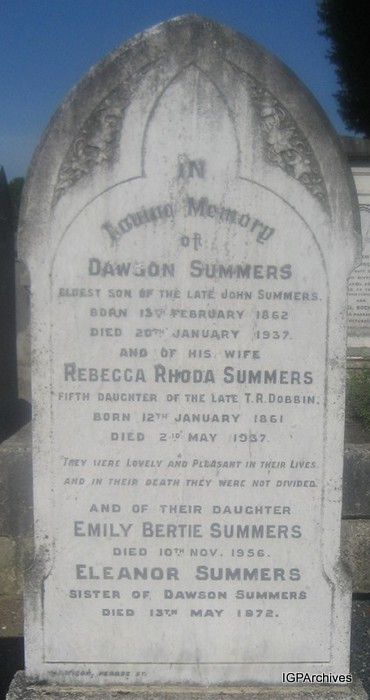 IN
Loving Memory
of
DAWSON SUMMERS
ELDEST SON OF THE LATE JOHN SUMMERS.
BORN 13TH FEBRUARY 1862
DIED 20TH JANUARY 1937.
AND OF HIS WIFE
REBECCA RHODA SUMMERS
FIFTH DAUGHTER OF THE LATE T.R. DOBBIN.
BORN 12TH JANUARY 1861
DIED 2ND MAY 1937.
THEY WERE LOVELY AND PLEASANT IN THEIR LIVES
AND IN THEIR DEATH THEY WERE NOT DIVIDED.
AND OF THEIR DAUGHTER
EMILY BERTIE SUMMERS
DIED 10TH NOV. 1956.
ELEANOR SUMMERS
SISTER OF DAWSON SUMMERS
DIED 13TH MAY 1872.
PEARSE ST.
IGPArchives